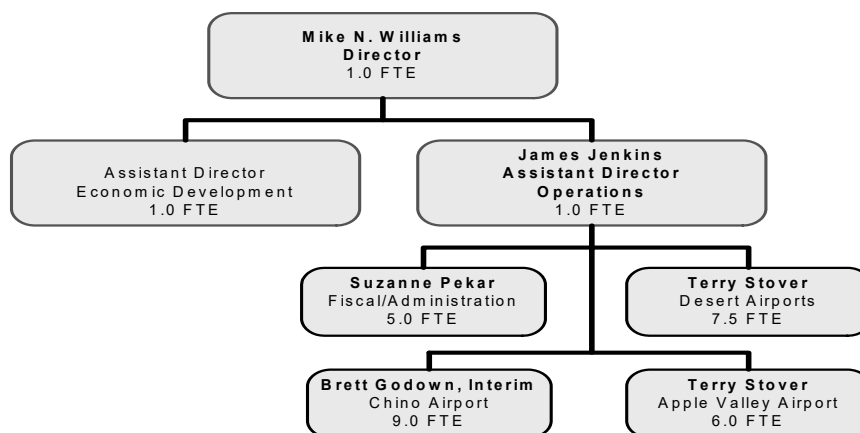 Mike N. Williams
Director
1.0 FTE
Assistant Director
Economic Development
1.0 FTE
James Jenkins
Assistant Director
Operations
1.0 FTE
Suzanne Pekar
Fiscal/Administration
5.0 FTE
Terry Stover
Desert Airports
7.5 FTE
Brett Godown, Interim
Chino Airport
9.0 FTE
Terry Stover
Apple Valley Airport
6.0 FTE